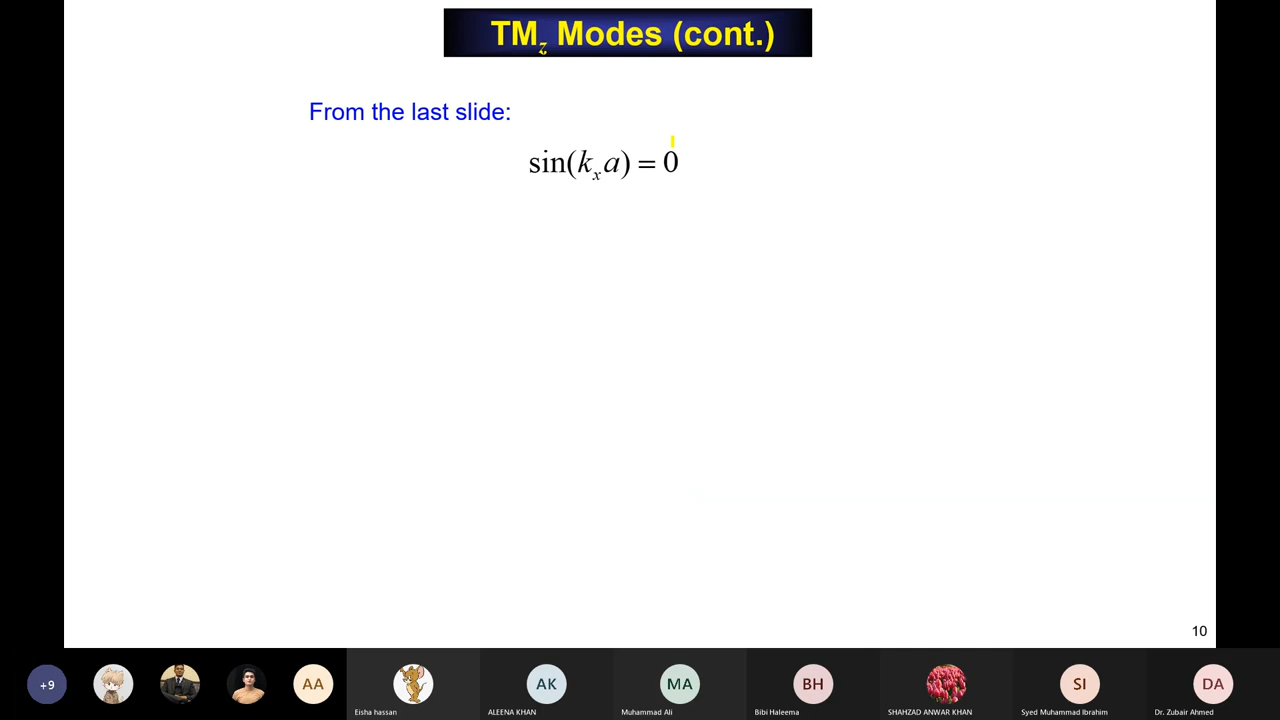 TMz Modes (cont.)
From the last slide:
sin(kₓa) = 0
10
+9
AA
AK
MA
BH
SI
DA
Eisha hassan
ALEENA KHAN
Muhammad Ali
Bibi Haleema
SHAHZAD ANWAR KHAN
Syed Muhammad Ibrahim
Dr. Zubair Ahmed